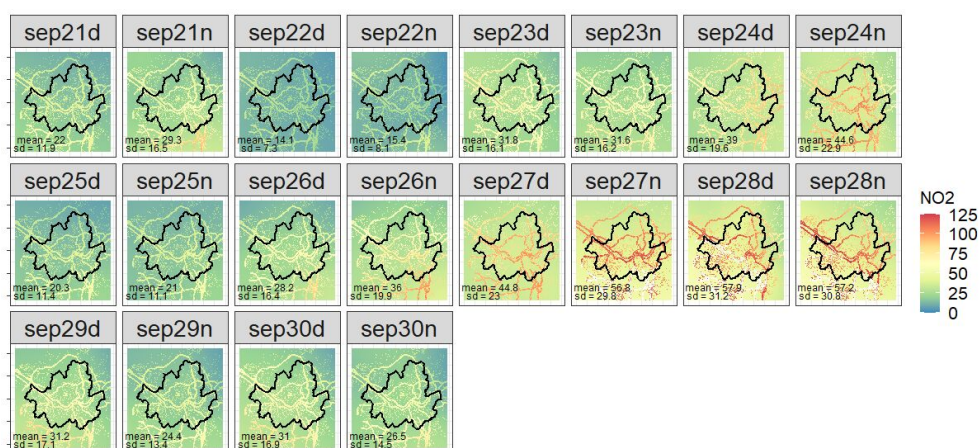 sep21d sep21n sep22d sep22n sep23d sep23n sep24d sep24n
mean = 22 mean = 29.3 mean = 14.1 mean = 15.4 mean = 31.8 mean = 31.6 mean = 39 mean = 44.6
sd = 11.9 sd = 16.5 sd = 7.3 sd = 8.1 sd = 16.1 sd = 16.2 sd = 19.6 sd = 22.9
sep25d sep25n sep26d sep26n sep27d sep27n sep28d sep28n
mean = 20.3 mean = 21 mean = 28.2 mean = 36 mean = 44.8 mean = 56.8 mean = 57.9 mean = 57.2
sd = 11.4 sd = 11.1 sd = 16.4 sd = 19.9 sd = 23 sd = 29.8 sd = 31.2 sd = 30.8
NO2
125
100
75
50
25
0
sep29d sep29n sep30d sep30n
mean = 31.2 mean = 24.4 mean = 31 mean = 26.5
sd = 17.1 sd = 13.4 sd = 16.9 sd = 14.5